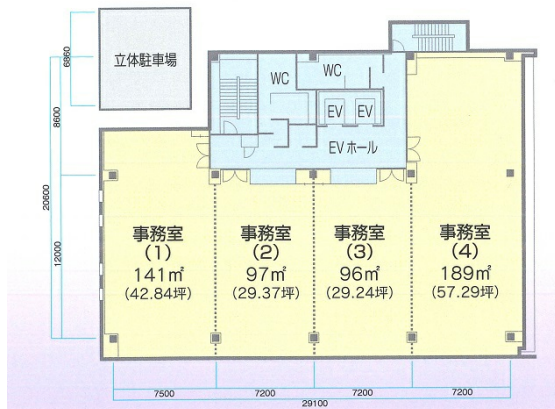 立体駐車場
WC
WC
EV
EV
EVホール
6860
8600
20600
12000
事務室
(1)
141㎡
(42.84坪)
事務室
(2)
97㎡
(29.37坪)
事務室
(3)
96㎡
(29.24坪)
事務室
(4)
189㎡
(57.29坪)
7500
7200
7200
7200
29100